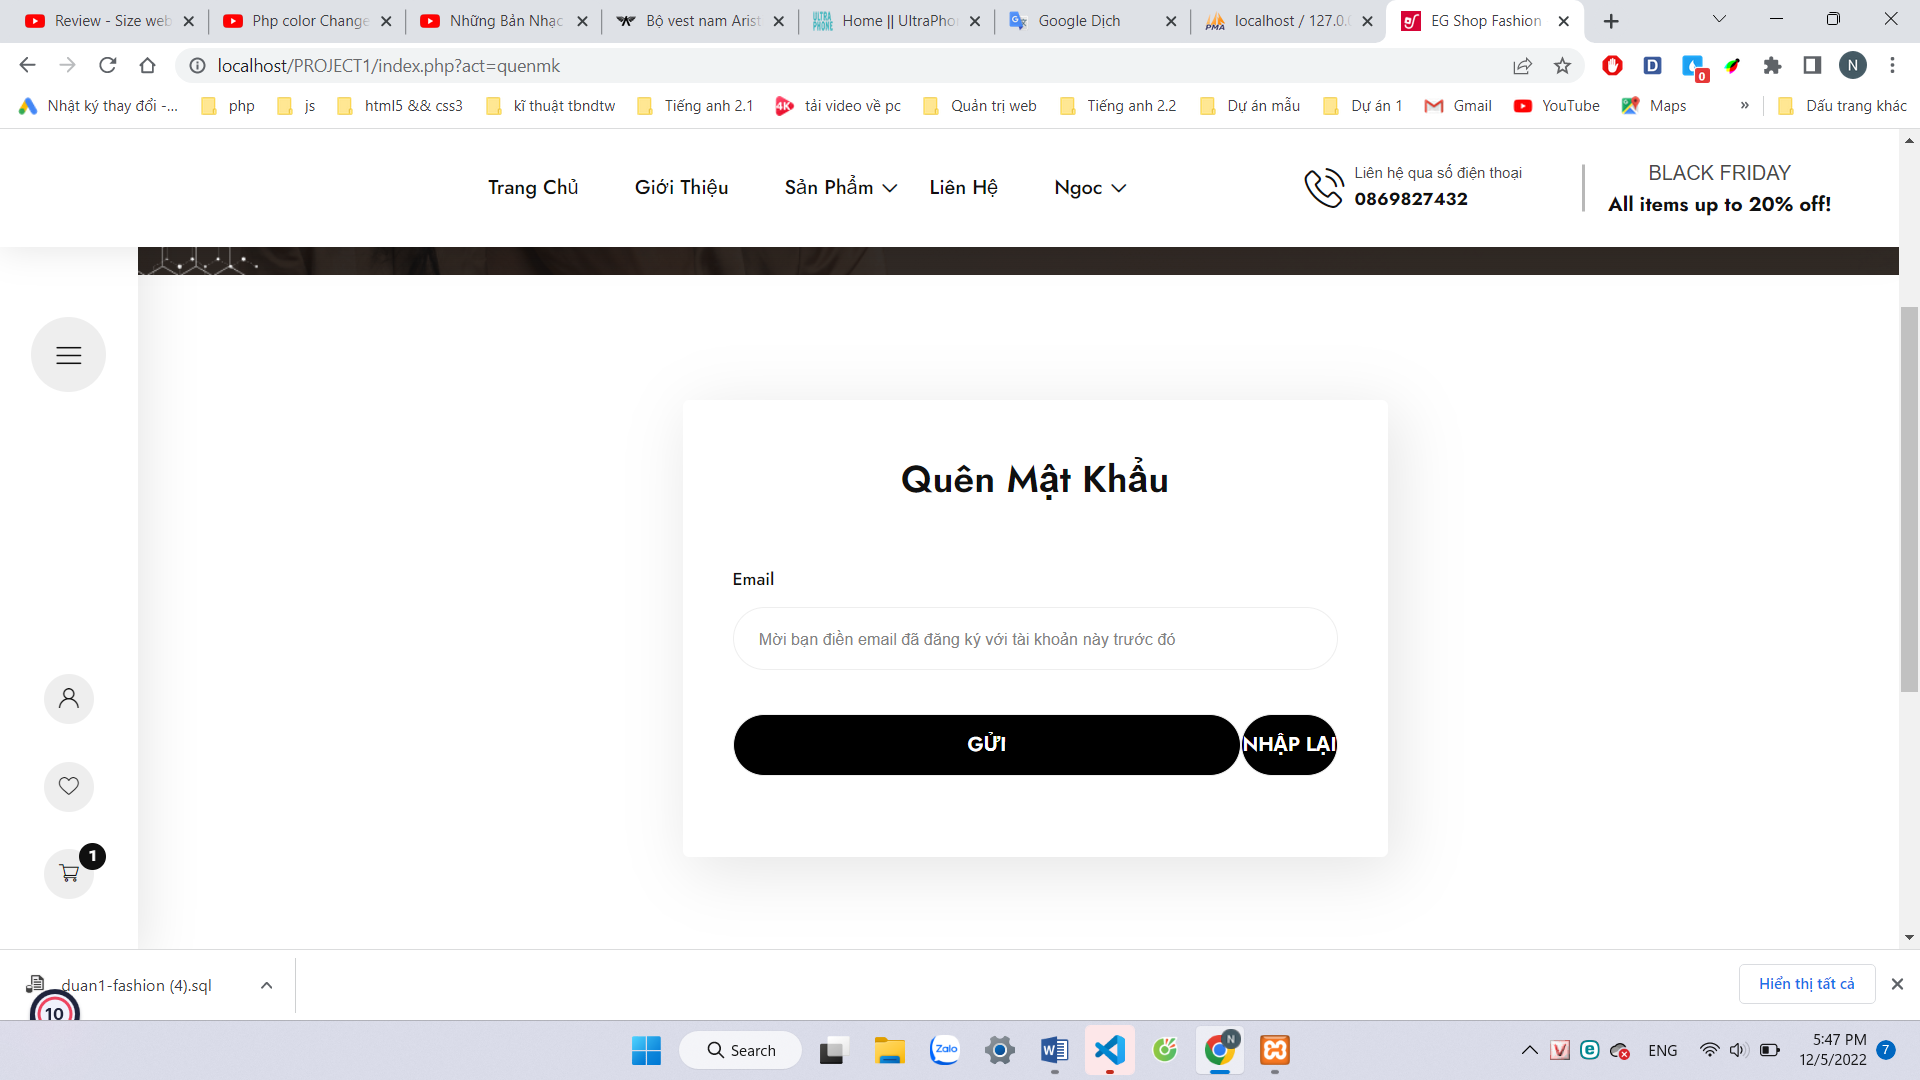 Review - Size web
Php color Change
Những Bản Nhạc
Bộ vest nam Arist
ULTRA PHONE
Home || UltraPho
Google Dịch
PMA
localhost / 127.0.
EG Shop Fashion
localhost/PROJECT1/index.php?act=quenmk
D
0
N
Nhật ký thay đổi -...
php
js
html5 && css3
kĩ thuật tbndtw
Tiếng anh 2.1
4K
tải video về pc
Quản trị web
Tiếng anh 2.2
Dự án mẫu
Dự án 1
Gmail
YouTube
Maps
»
Dấu trang khác
Trang Chủ
Giới Thiệu
Sản Phẩm
Liên Hệ
Ngoc
Liên hệ qua số điện thoại
0869827432
BLACK FRIDAY
All items up to 20% off!
Quên Mật Khẩu
Email
Mời bạn điền email đã đăng ký với tài khoản này trước đó
GỬI
NHẬP LẠI
1
duan1-fashion (4).sql
10
Hiển thị tất cả
Search
Zalo
N
V
e
ENG
5:47 PM
12/5/2022
7